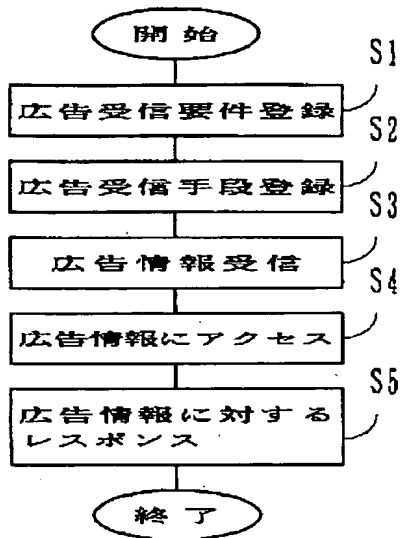 開始
S1
広告受信要件登録
S2
広告受信手段登録
S3
広告情報受信
S4
広告情報にアクセス
S5
広告情報に対する
レスポンス
終了